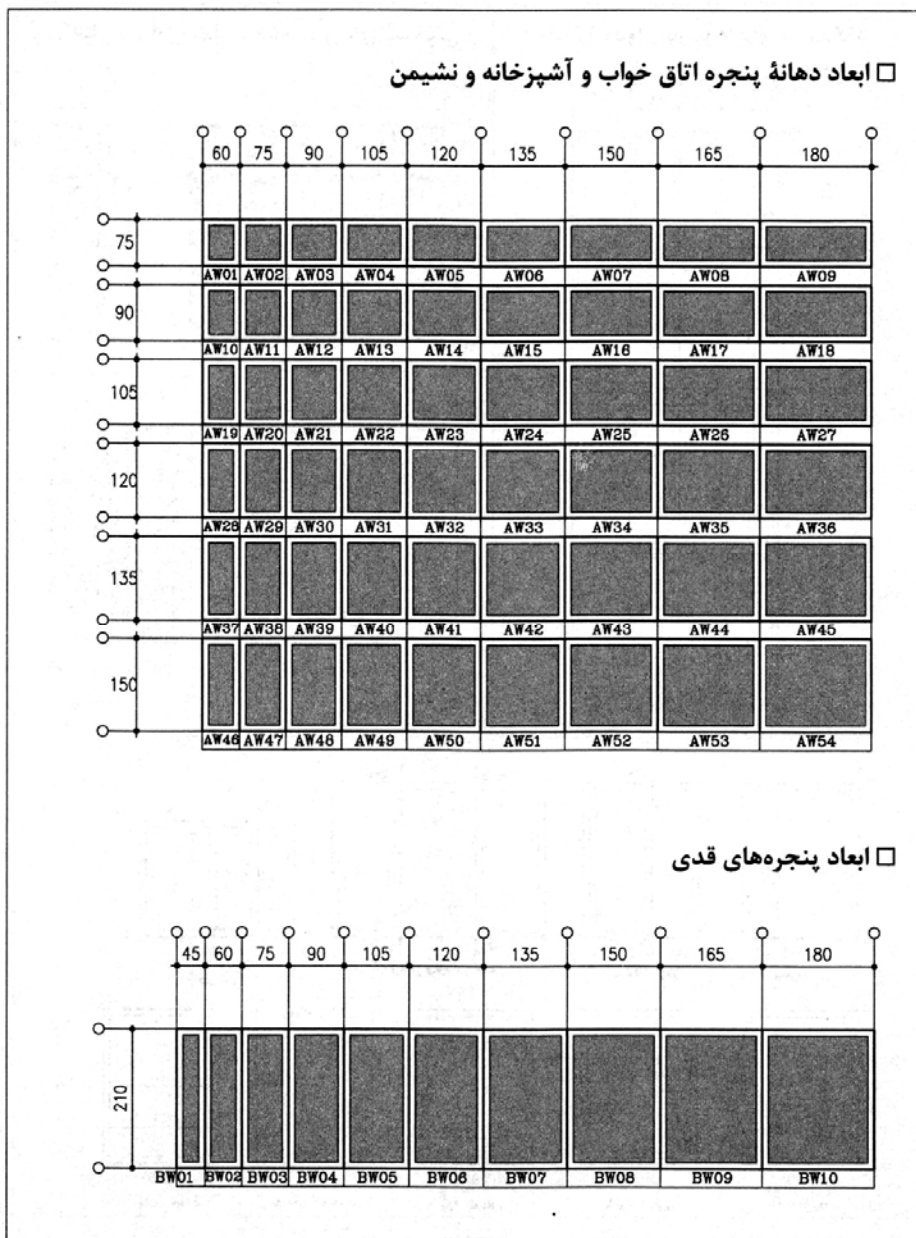 □ ابعاد دهانهٔ پنجره اتاق خواب و آشپزخانه و نشیمن
60 75 90 105 120 135 150 165 180
75
AW01 AW02 AW03 AW04 AW05 AW06 AW07 AW08 AW09
90
AW10 AW11 AW12 AW13 AW14 AW15 AW16 AW17 AW18
105
AW19 AW20 AW21 AW22 AW23 AW24 AW25 AW26 AW27
120
AW28 AW29 AW30 AW31 AW32 AW33 AW34 AW35 AW36
135
AW37 AW38 AW39 AW40 AW41 AW42 AW43 AW44 AW45
150
AW46 AW47 AW48 AW49 AW50 AW51 AW52 AW53 AW54
□ ابعاد پنجره‌های قدی
45 60 75 90 105 120 135 150 165 180
210
BW01 BW02 BW03 BW04 BW05 BW06 BW07 BW08 BW09 BW10